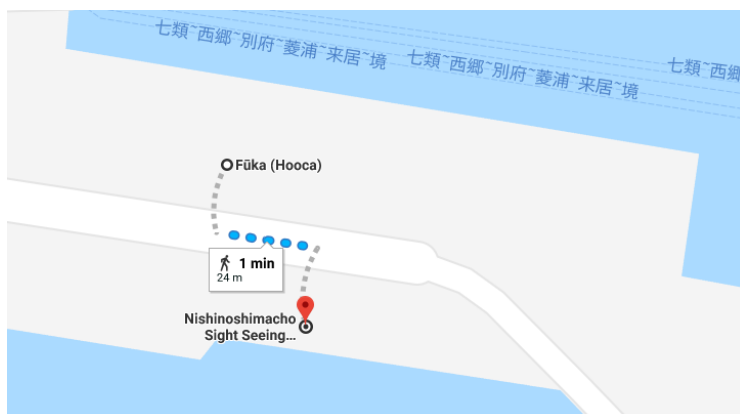 七類~西郷~別府~菱浦~来居~境
七類~西郷~別府~菱浦~来居~境
七類~西郷
Fūka (Hooca)
1 min
24 m
Nishinoshimacho
Sight Seeing...